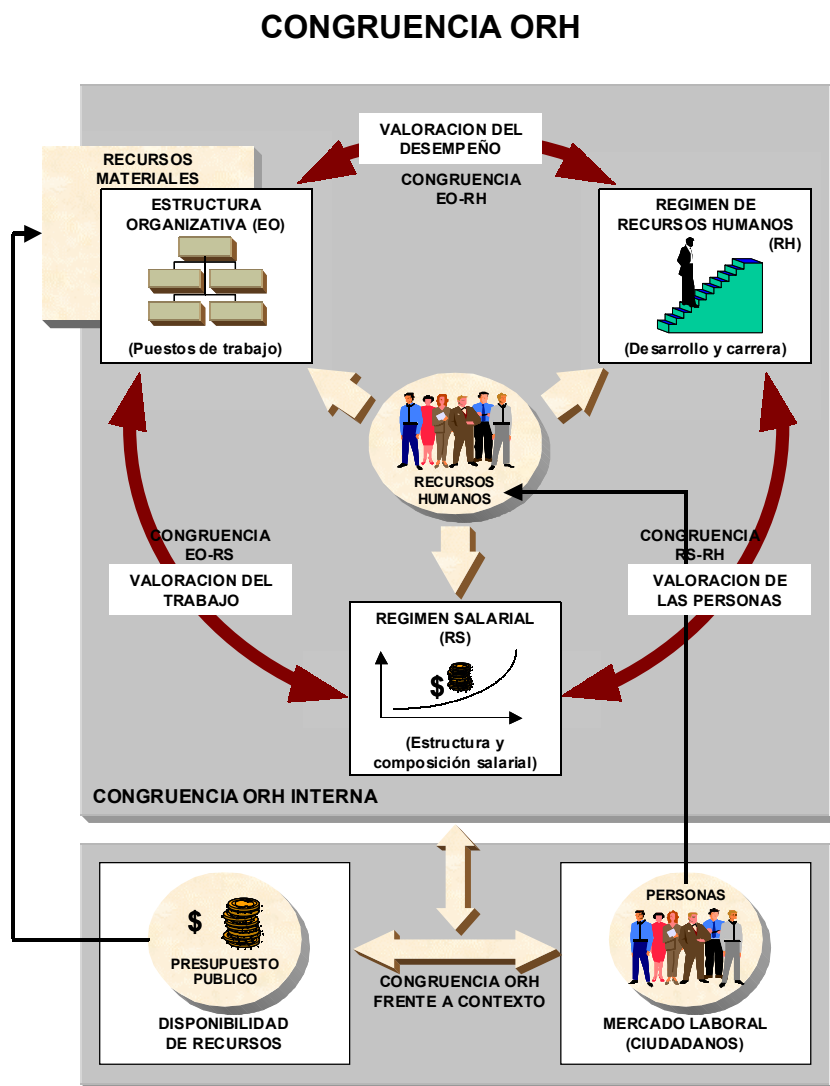 CONGRUENCIA ORH
VALORACION DEL
DESEMPEÑO
CONGRUENCIA
EO-RH
RECURSOS
MATERIALES
ESTRUCTURA
ORGANIZATIVA (EO)
(Puestos de trabajo)
REGIMEN DE
RECURSOS HUMANOS
(RH)
(Desarrollo y carrera)
RECURSOS
HUMANOS
CONGRUENCIA
EO-RS
VALORACION DEL
TRABAJO
CONGRUENCIA
RS-RH
VALORACION DE
LAS PERSONAS
REGIMEN SALARIAL
(RS)
$
(Estructura y
composición salarial)
CONGRUENCIA ORH INTERNA
$
PRESUPUESTO
PUBLICO
DISPONIBILIDAD
DE RECURSOS
CONGRUENCIA ORH
FRENTE A CONTEXTO
PERSONAS
MERCADO LABORAL
(CIUDADANOS)